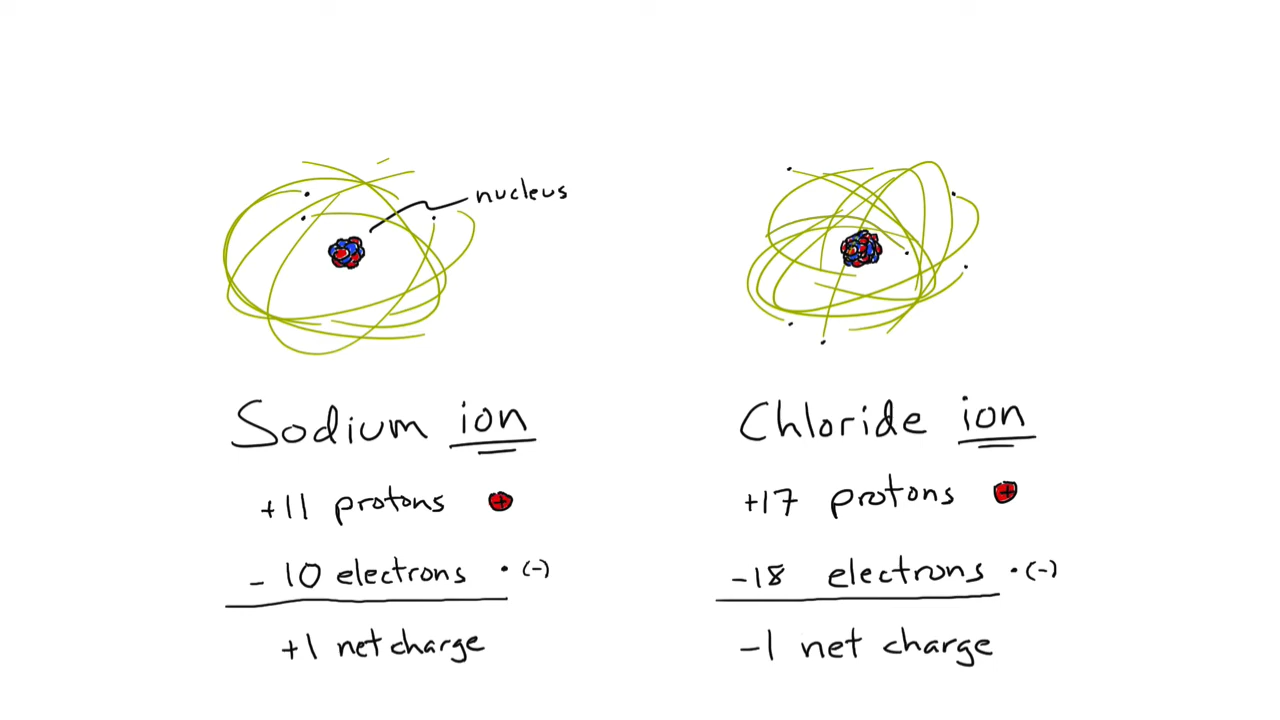 nucleus
Sodium ion
+11 protons +
- 10 electrons • (-)
+1 net charge
Chloride ion
+17 protons +
-18 electrons • (-)
-1 net charge